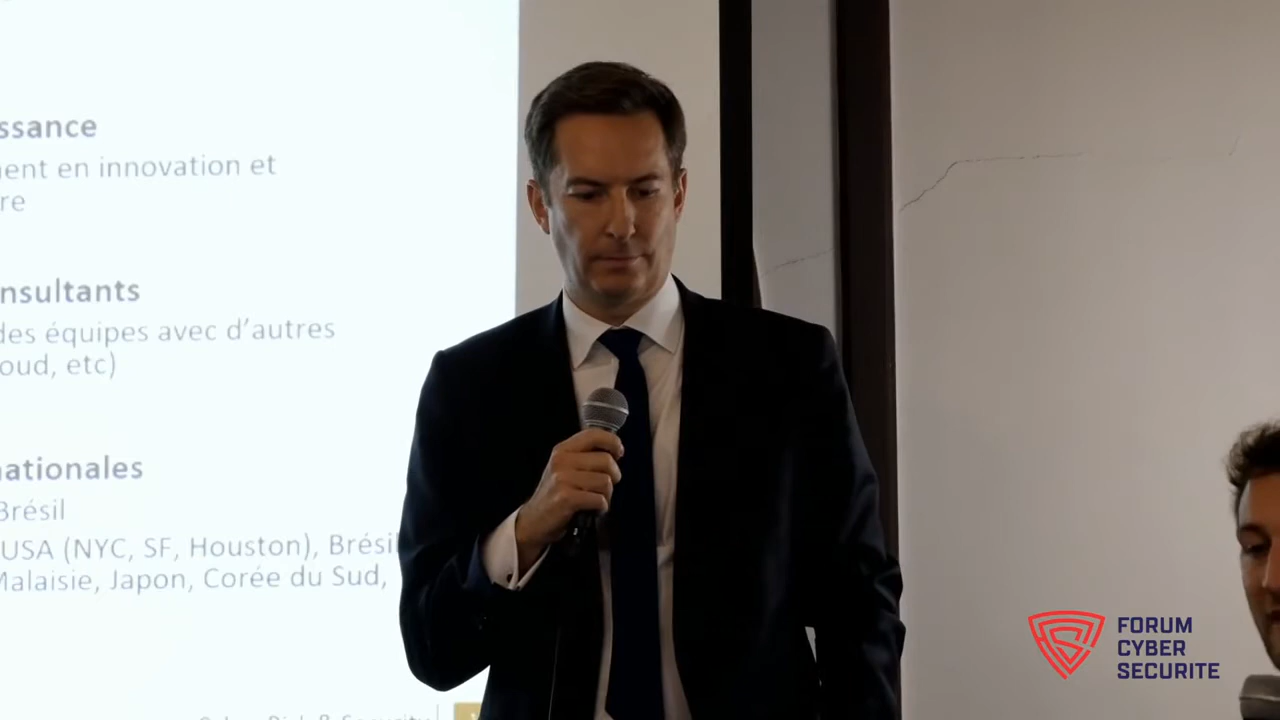 ssance
ent en innovation et
re
nsultants
des équipes avec d'autres
oud, etc)
nationales
Brésil
USA (NYC, SF, Houston), Brésil
Malaisie, Japon, Corée du Sud,
FORUM
CYBER
SECURITE